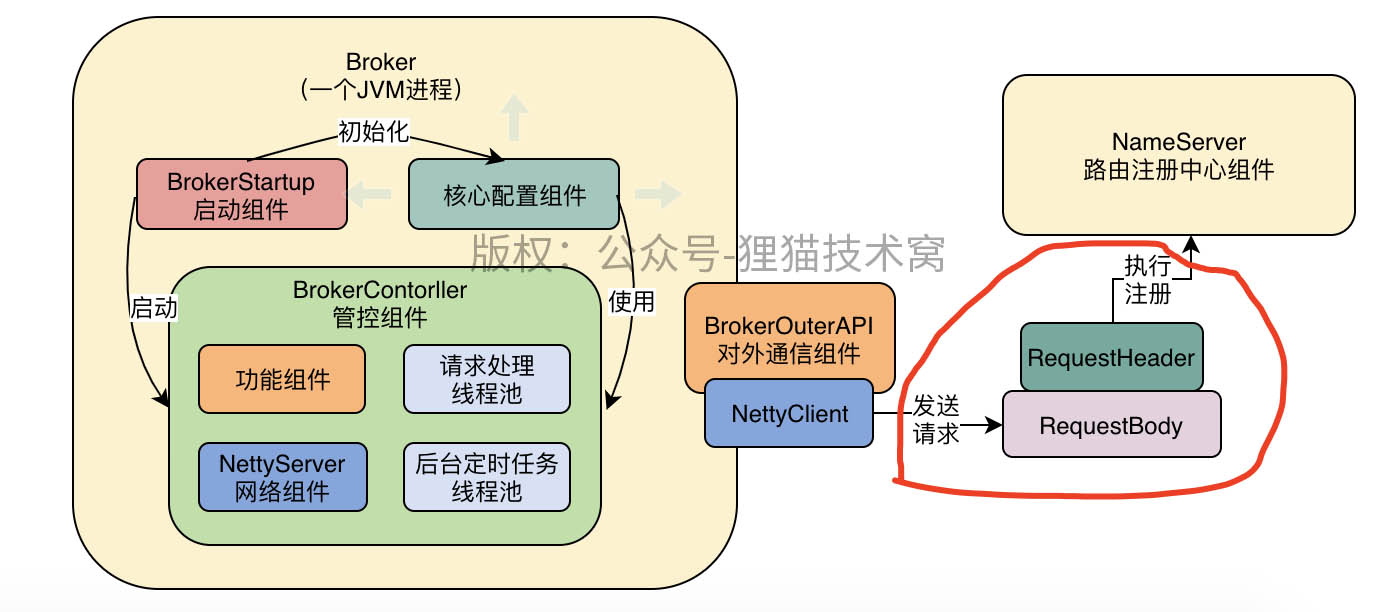 Broker
（一个JVM进程）
初始化
BrokerStartup
启动组件
核心配置组件
NameServer
路由注册中心组件
版权：公众号-狸猫技术窝
启动
BrokerContorller
管控组件
使用
功能组件
请求处理
线程池
NettyServer
网络组件
后台定时任务
线程池
BrokerOuterAPI
对外通信组件
NettyClient
发送
请求
执行
注册
RequestHeader
RequestBody